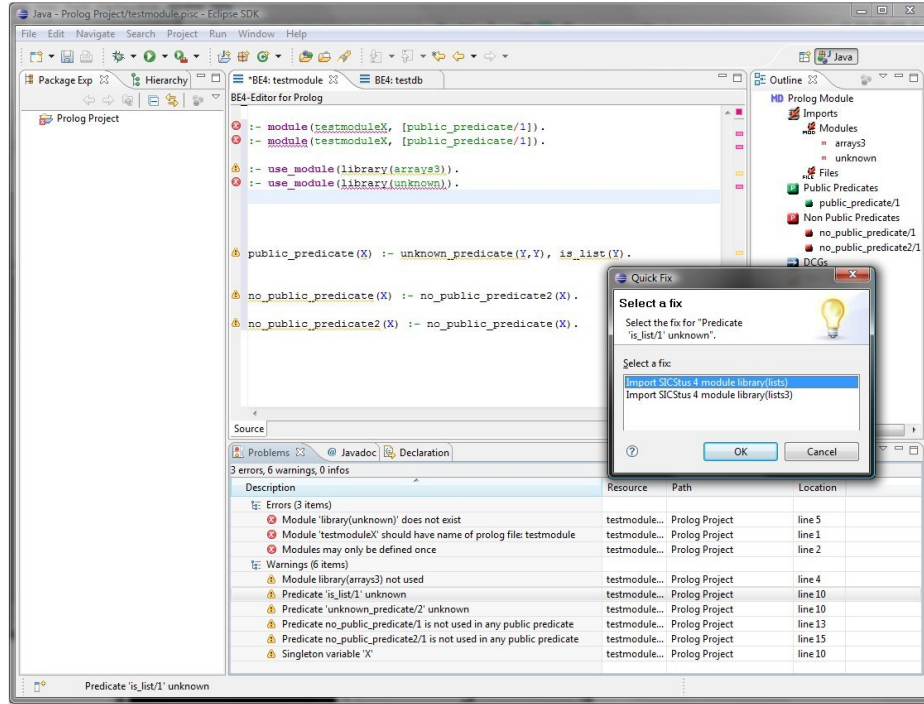 Java - Prolog Project/testmodule.pisc - Eclipse SDK
File Edit Navigate Search Project Run Window Help
Java
Package Exp Hierarchy
Prolog Project
*BE4: testmodule BE4: testdb
BE4-Editor for Prolog
:- module(testmoduleX, [public_predicate/1]).
:- module(testmoduleX, [public_predicate/1]).
:- use_module(library(arrays3)).
:- use_module(library(unknown)).
public_predicate(X) :- unknown_predicate(Y,Y), is_list(Y).
no_public_predicate(X) :- no_public_predicate2(X).
no_public_predicate2(X) :- no_public_predicate(X).
Source
Outline
MD Prolog Module
Imports
Modules
arrays3
unknown
Files
Public Predicates
public_predicate/1
Non Public Predicates
no_public_predicate/1
no_public_predicate2/1
DCGs
Quick Fix
Select a fix
Select the fix for "Predicate
'is_list/1' unknown".
Select a fix:
Import SICStus 4 module library(lists)
Import SICStus 4 module library(lists3)
OK Cancel
Problems @ Javadoc Declaration
3 errors, 6 warnings, 0 infos
Description Resource Path Location
Errors (3 items)
Module 'library(unknown)' does not exist testmodule... Prolog Project line 5
Module 'testmoduleX' should have name of prolog file: testmodule testmodule... Prolog Project line 1
Modules may only be defined once testmodule... Prolog Project line 2
Warnings (6 items)
Module library(arrays3) not used testmodule... Prolog Project line 4
Predicate 'is_list/1' unknown testmodule... Prolog Project line 10
Predicate 'unknown_predicate/2' unknown testmodule... Prolog Project line 10
Predicate no_public_predicate/1 is not used in any public predicate testmodule... Prolog Project line 13
Predicate no_public_predicate2/1 is not used in any public predicate testmodule... Prolog Project line 15
Singleton variable 'X' testmodule... Prolog Project line 10
Predicate 'is_list/1' unknown